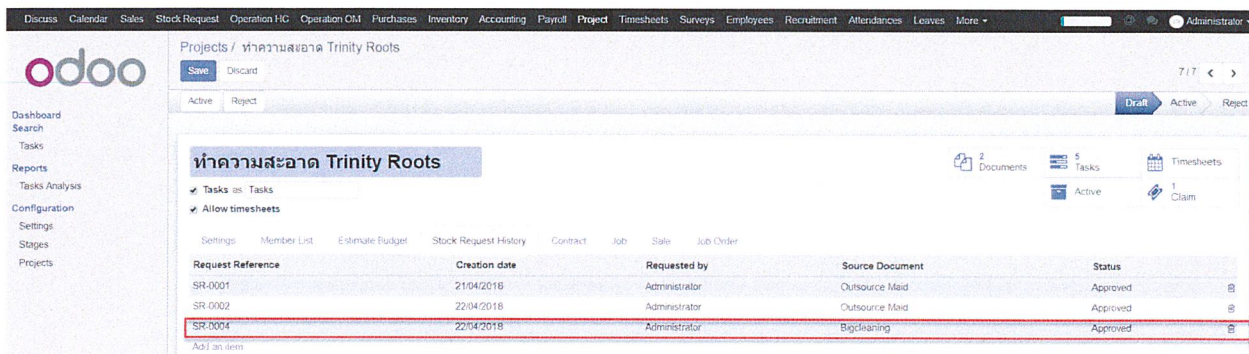 Discuss Calendar Sales Stock Request Operation HC Operation OM Purchases Inventory Accounting Payroll Project Timesheets Surveys Employees Recruitment Attendances Leaves More Administrator
odoo
Projects / ทำความสะอาด Trinity Roots
Save Discard
7 / 7
Active Reject
Draft Active Reject
Dashboard
Search
Tasks
Reports
Tasks Analysis
Configuration
Settings
Stages
Projects
ทำความสะอาด Trinity Roots
2 Documents
5 Tasks
Timesheets
Active
1 Claim
Tasks as Tasks
Allow timesheets
Settings Member List Estimate Budget Stock Request History Contract Job Sale Job Order
Request Reference Creation date Requested by Source Document Status
SR-0001 21/04/2018 Administrator Outsource Maid Approved
SR-0002 22/04/2018 Administrator Outsource Maid Approved
SR-0004 22/04/2018 Administrator Bigcleaning Approved
Add an item